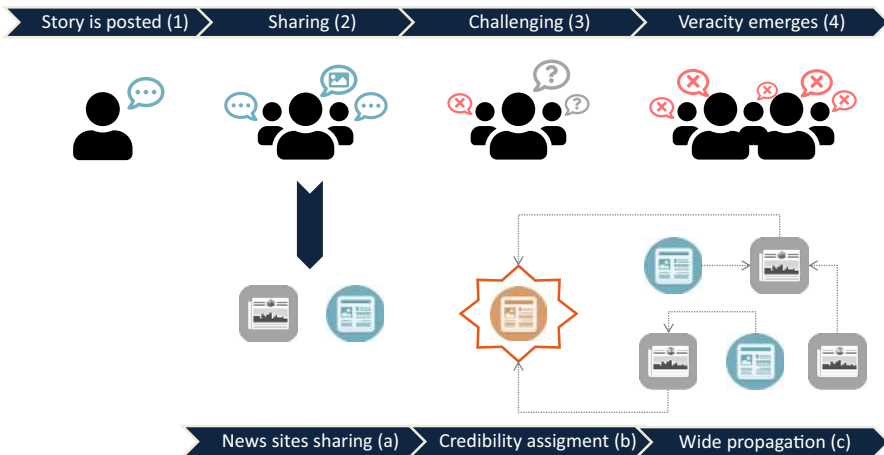 Story is posted (1)
Sharing (2)
Challenging (3)
Veracity emerges (4)
News sites sharing (a)
Credibility assigment (b)
Wide propagation (c)